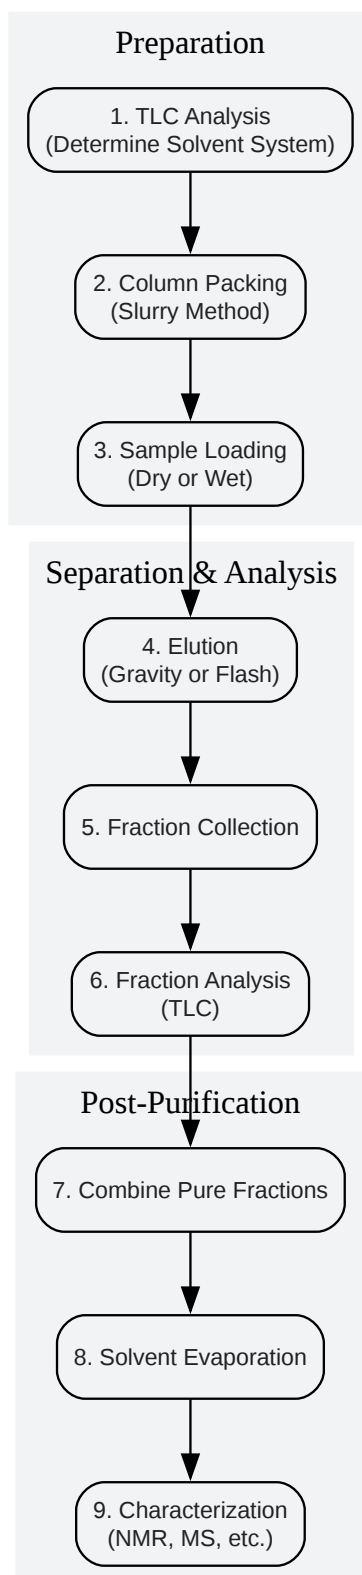 Preparation
1. TLC Analysis
(Determine Solvent System)
2. Column Packing
(Slurry Method)
3. Sample Loading
(Dry or Wet)
Separation & Analysis
4. Elution
(Gravity or Flash)
5. Fraction Collection
6. Fraction Analysis
(TLC)
Post-Purification
7. Combine Pure Fractions
8. Solvent Evaporation
9. Characterization
(NMR, MS, etc.)